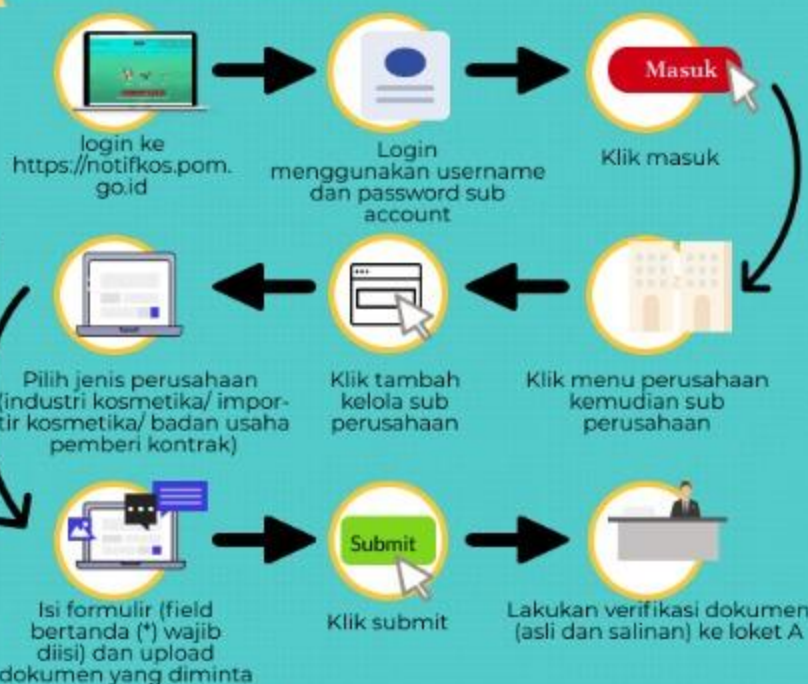 login ke
https://notifkos.pom.
go.id
Login
menggunakan username
dan password sub
account
Masuk
Klik masuk
Klik menu perusahaan
kemudian sub
perusahaan
Klik tambah
kelola sub
perusahaan
Pilih jenis perusahaan
(industri kosmetika/ impor-
tir kosmetika/ badan usaha
pemberi kontrak)
Isi formulir (field
bertanda (*) wajib
diisi) dan upload
dokumen yang diminta
Submit
Klik submit
Lakukan verifikasi dokumen
(asli dan salinan) ke loket A